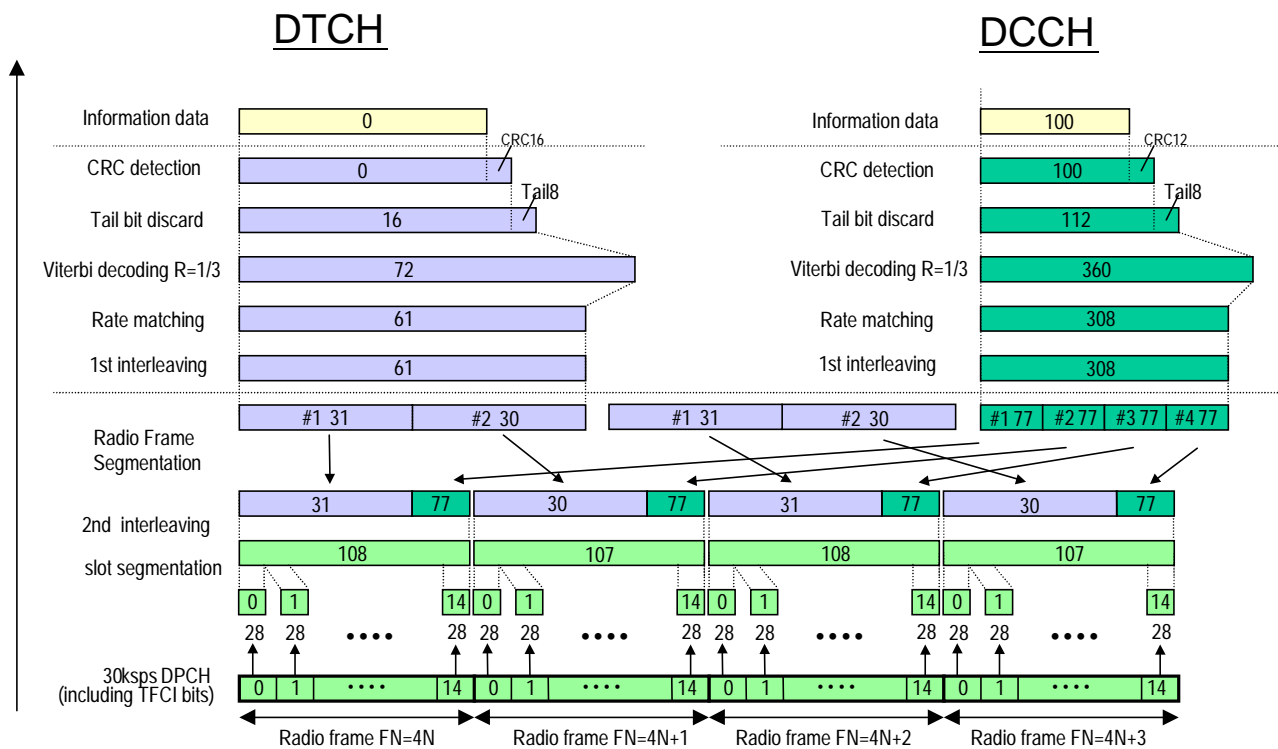 DTCH DCCH
Information data 0 Information data 100
CRC16 CRC12
CRC detection 0 CRC detection 100
Tail8 Tail8
Tail bit discard 16 Tail bit discard 112
Viterbi decoding R=1/3 72 Viterbi decoding R=1/3 360
Rate matching 61 Rate matching 308
1st interleaving 61 1st interleaving 308
#1 31 #2 30 #1 31 #2 30 #1 77 #2 77 #3 77 #4 77
Radio Frame
Segmentation
31 77 30 77 31 77 30 77
2nd interleaving
108 107 108 107
slot segmentation
0 1 14 0 1 14 0 1 14 0 1 14
28 28 •••• 28 28 28 •••• 28 28 28 •••• 28 28 28 •••• 28
30ksps DPCH
(including TFCI bits)
0 1 •••• 14 0 1 •••• 14 0 1 •••• 14 0 1 •••• 14
Radio frame FN=4N Radio frame FN=4N+1 Radio frame FN=4N+2 Radio frame FN=4N+3